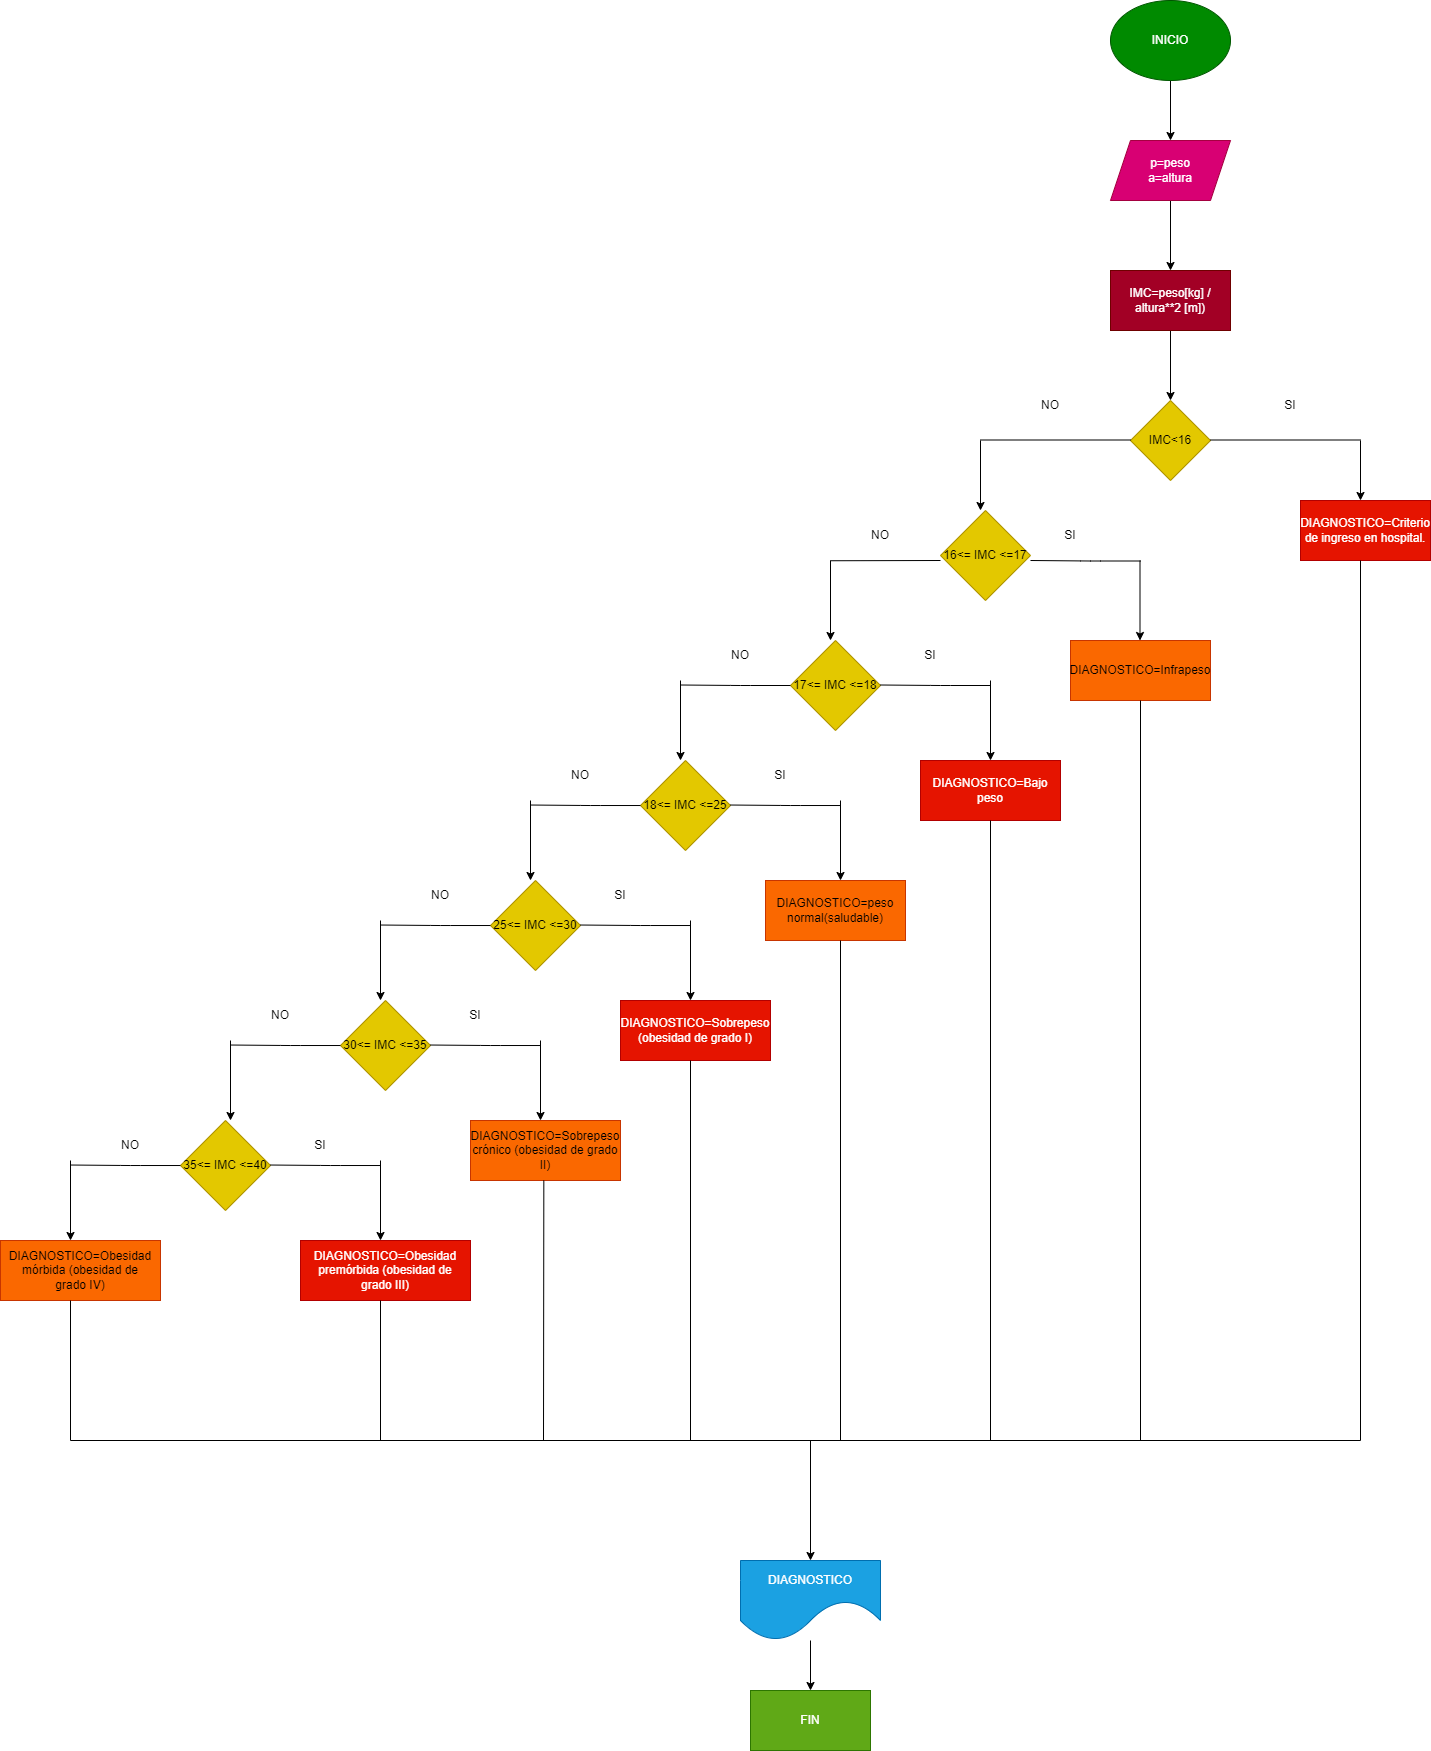 INICIO
p=peso
a=altura
IMC=peso[kg] /
altura**2 [m])
NO
SI
IMC<16
DIAGNOSTICO=Criterio
de ingreso en hospital.
NO
SI
16<= IMC <=17
NO
SI
DIAGNOSTICO=Infrapeso
17<= IMC <=18
NO
SI
DIAGNOSTICO=Bajo
peso
18<= IMC <=25
NO
SI
DIAGNOSTICO=peso
normal(saludable)
25<= IMC <=30
NO
SI
DIAGNOSTICO=Sobrepeso
(obesidad de grado I)
30<= IMC <=35
NO
SI
DIAGNOSTICO=Sobrepeso
crónico (obesidad de grado
II)
35<= IMC <=40
DIAGNOSTICO=Obesidad
mórbida (obesidad de
grado IV)
DIAGNOSTICO=Obesidad
premórbida (obesidad de
grado III)
DIAGNOSTICO
FIN